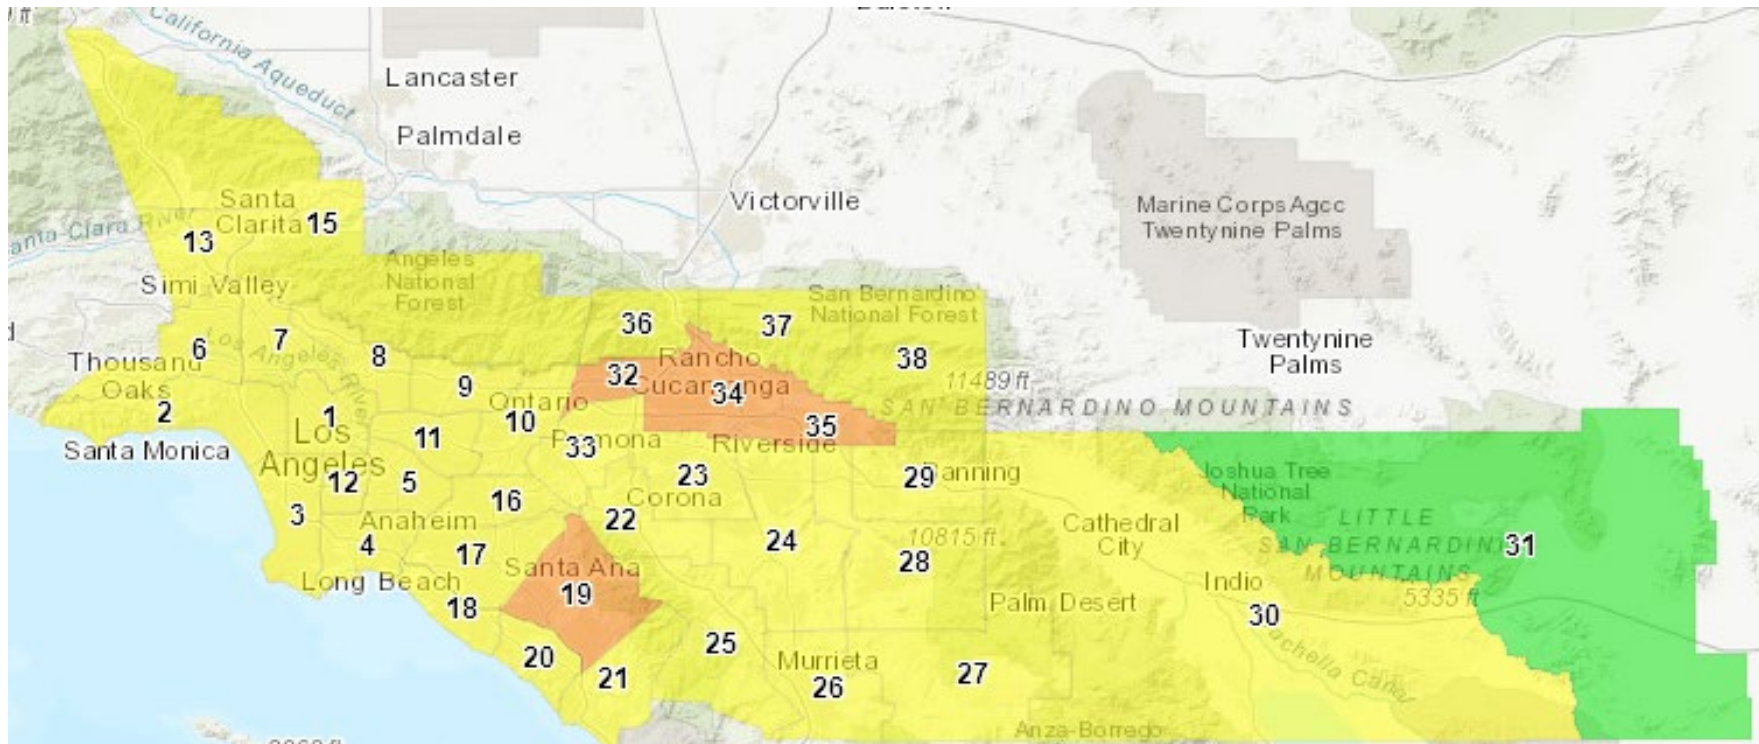 California Aqueduct
Lancaster
Palmdale
Victorville
Marine Corps Agcc
Twentynine Palms
Santa
Clarita
15
13
Simi Valley
Angeles
National
Forest
San Bernardino
National Forest
36
37
38
Twentynine
Palms
6
Los Angeles River
7
8
Thousand
Oaks
2
9
32
Rancho
Cucamonga
34
11489 ft
SAN BERNARDINO MOUNTAINS
1
Ontario
10
35
Los
Angeles
11
Pomona
33
Riverside
Santa Monica
12
5
23
29
Banning
Joshua Tree
National
Park
3
16
Corona
22
LITTLE
SAN BERNARDINO
MOUNTAINS
31
Anaheim
4
17
24
10815 ft
28
Cathedral
City
Long Beach
18
Santa Ana
19
Palm Desert
Indio
30
5335 ft
20
21
25
Murrieta
26
27
Anza-Borrego